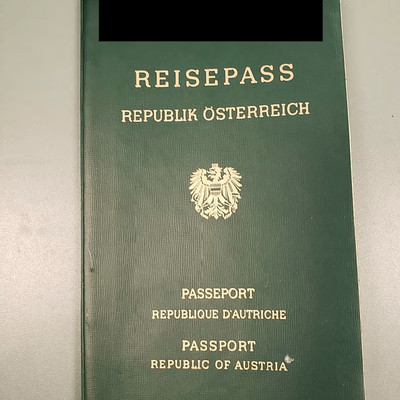 REISEPASS
REPUBLIK ÖSTERREICH
PASSEPORT
REPUBLIQUE D'AUTRICHE
PASSPORT
REPUBLIC OF AUSTRIA